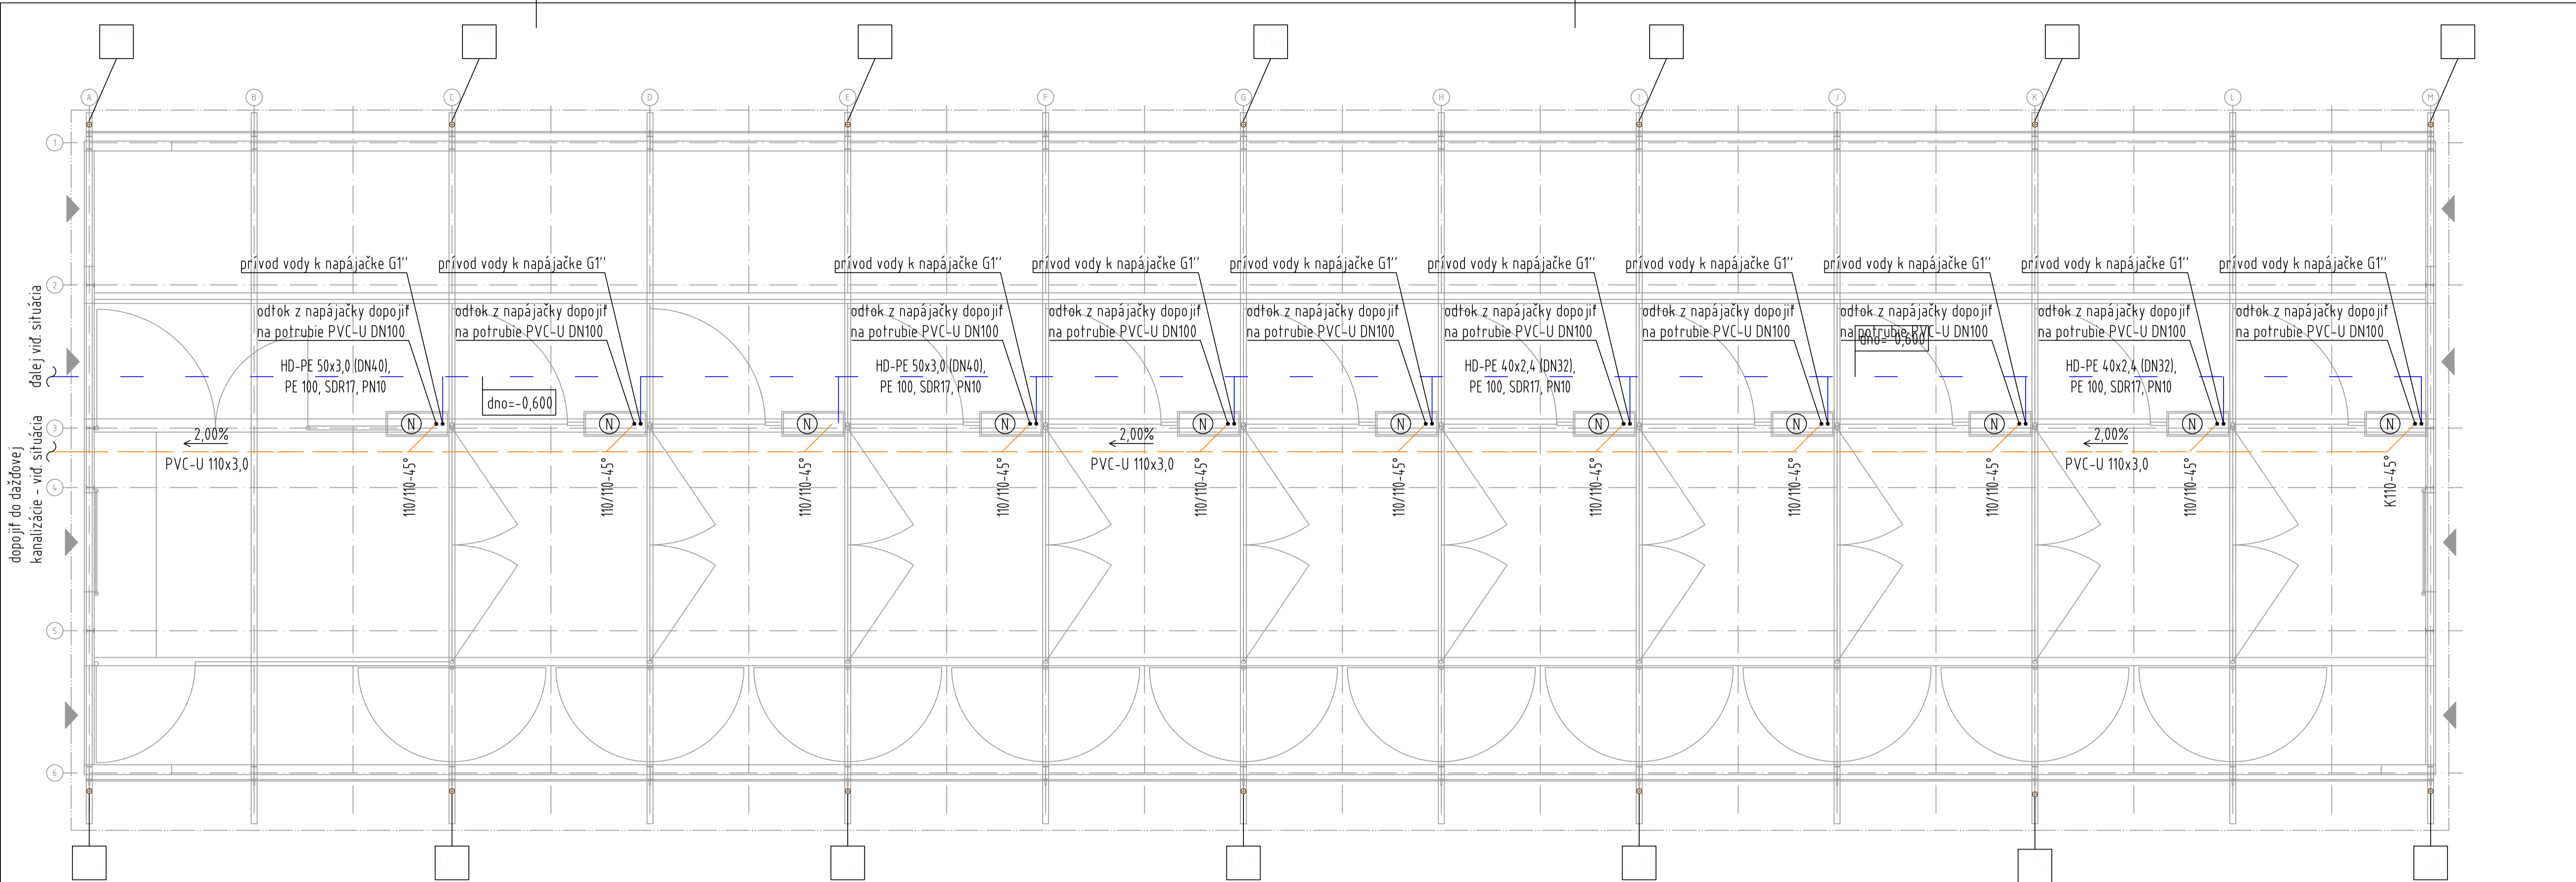 A
B
C
D
E
F
G
H
I
J
K
L
M
1
2
3
4
5
6
prívod vody k napájačke G1''
prívod vody k napájačke G1''
prívod vody k napájačke G1''
prívod vody k napájačke G1''
prívod vody k napájačke G1''
prívod vody k napájačke G1''
prívod vody k napájačke G1''
prívod vody k napájačke G1''
prívod vody k napájačke G1''
prívod vody k napájačke G1''
odtok z napájačky dopojiť
na potrubie PVC-U DN100
odtok z napájačky dopojiť
na potrubie PVC-U DN100
odtok z napájačky dopojiť
na potrubie PVC-U DN100
odtok z napájačky dopojiť
na potrubie PVC-U DN100
odtok z napájačky dopojiť
na potrubie PVC-U DN100
odtok z napájačky dopojiť
na potrubie PVC-U DN100
odtok z napájačky dopojiť
na potrubie PVC-U DN100
odtok z napájačky dopojiť
na potrubie PVC-U DN100
odtok z napájačky dopojiť
na potrubie PVC-U DN100
odtok z napájačky dopojiť
na potrubie PVC-U DN100
dno=-0,600
ďalej viď. situácia
HD-PE 50x3,0 (DN40),
PE 100, SDR17, PN10
HD-PE 50x3,0 (DN40),
PE 100, SDR17, PN10
HD-PE 40x2,4 (DN32),
PE 100, SDR17, PN10
HD-PE 40x2,4 (DN32),
PE 100, SDR17, PN10
dno=-0,600
N
N
N
N
N
N
N
N
N
N
N
dopojiť do dažďovej
kanalizácie - viď. situácia
2,00%
PVC-U 110x3,0
2,00%
PVC-U 110x3,0
2,00%
PVC-U 110x3,0
110/110-45°
110/110-45°
110/110-45°
110/110-45°
110/110-45°
110/110-45°
110/110-45°
110/110-45°
110/110-45°
110/110-45°
K110-45°